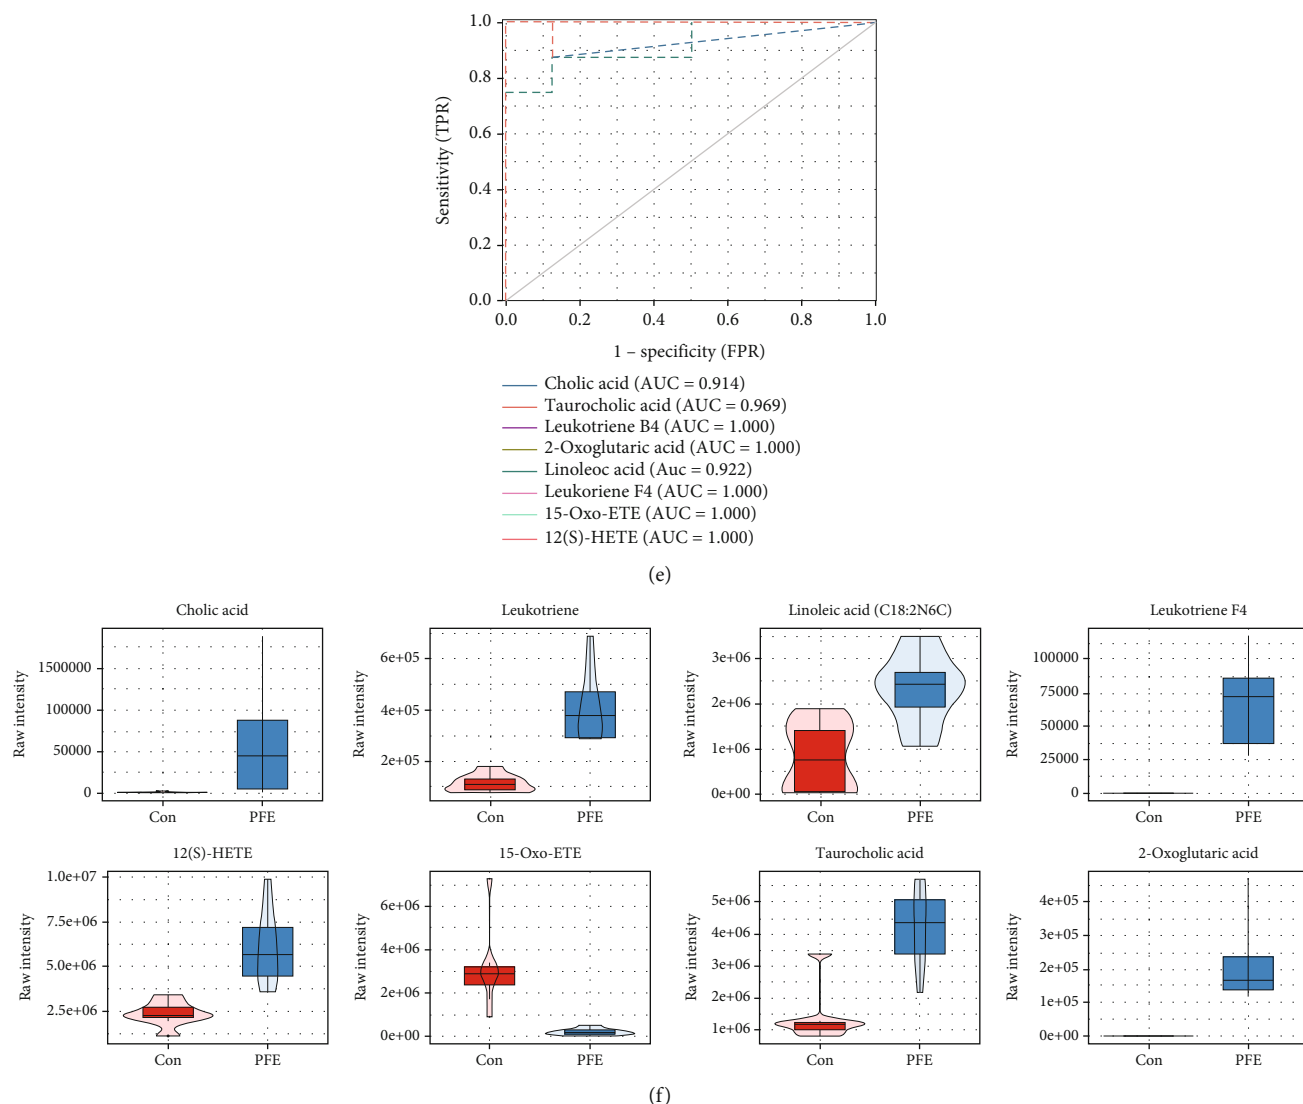 1.0
0.8
0.6
0.4
0.2
0.0
Sensitivity (TPR)
0.0 0.2 0.4 0.6 0.8 1.0
1 – specificity (FPR)
Cholic acid (AUC = 0.914)
Taurocholic acid (AUC = 0.969)
Leukotriene B4 (AUC = 1.000)
2-Oxoglutaric acid (AUC = 1.000)
Linoleoc acid (Auc = 0.922)
Leukoriene F4 (AUC = 1.000)
15-Oxo-ETE (AUC = 1.000)
12(S)-HETE (AUC = 1.000)
(e)
Cholic acid
Raw intensity
1500000
100000
50000
0
Con PFE
Leukotriene
Raw intensity
6e+05
4e+05
2e+05
Con PFE
Linoleic acid (C18:2N6C)
Raw intensity
3e+06
2e+06
1e+06
0e+00
Con PFE
Leukotriene F4
Raw intensity
100000
75000
50000
25000
0
Con PFE
12(S)-HETE
Raw intensity
1.0e+07
7.5e+06
5.0e+06
2.5e+06
Con PFE
15-Oxo-ETE
Raw intensity
6e+06
4e+06
2e+06
0e+00
Con PFE
Taurocholic acid
Raw intensity
5e+06
4e+06
3e+06
2e+06
1e+06
Con PFE
2-Oxoglutaric acid
Raw intensity
4e+05
3e+05
2e+05
1e+05
0e+00
Con PFE
(f)